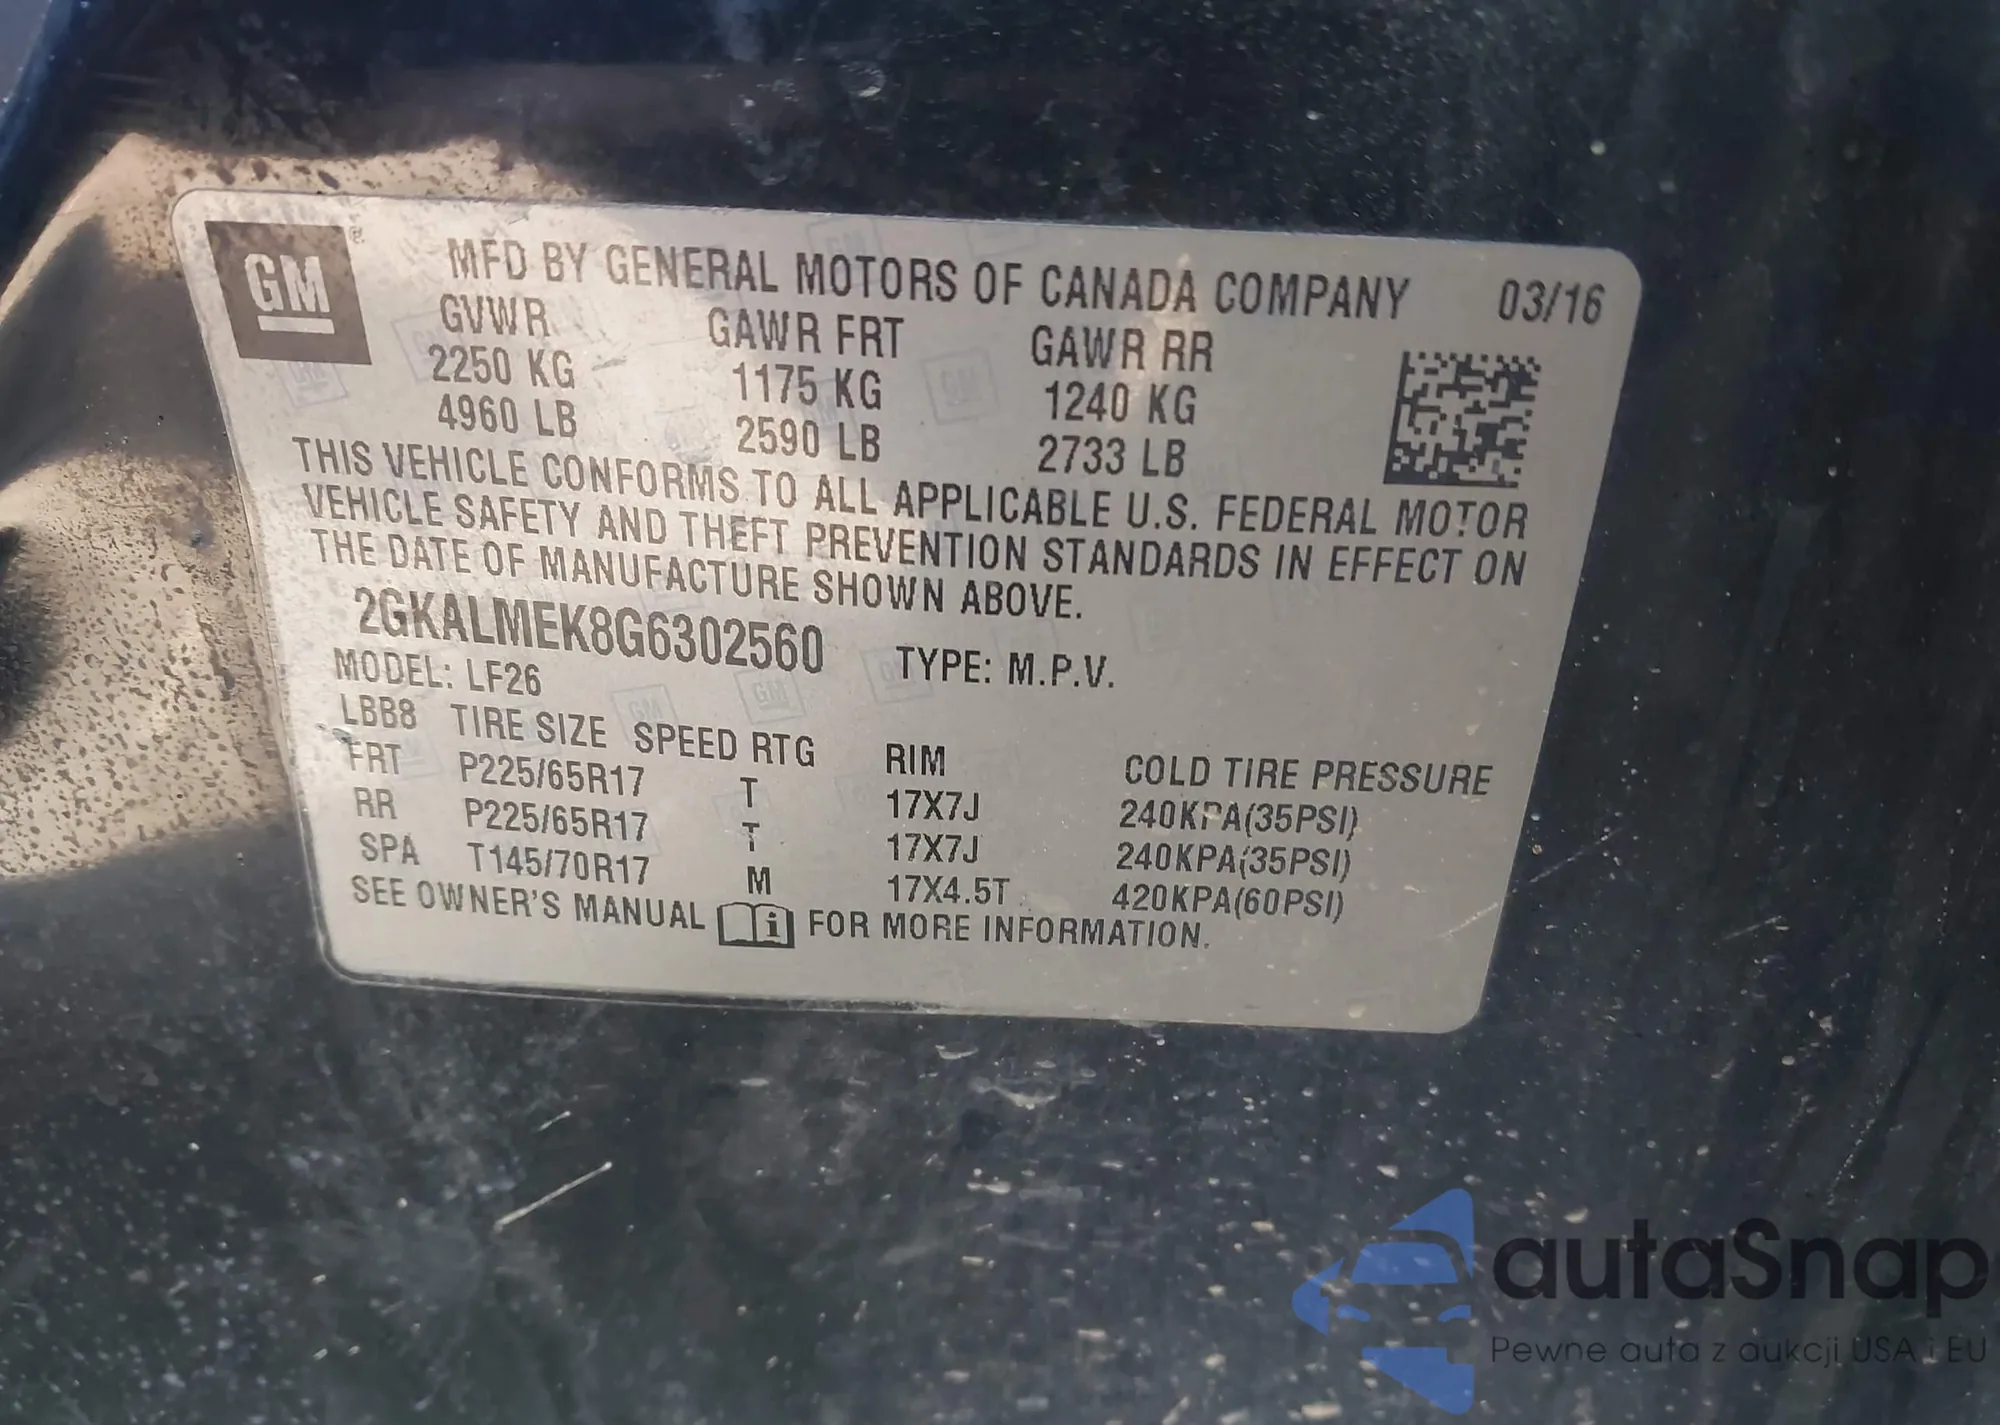 GM®
MFD BY GENERAL MOTORS OF CANADA COMPANY 03/16
GVWR GAWR FRT GAWR RR
2250 KG 1175 KG 1240 KG
4960 LB 2590 LB 2733 LB
THIS VEHICLE CONFORMS TO ALL APPLICABLE U.S. FEDERAL MOTOR
VEHICLE SAFETY AND THEFT PREVENTION STANDARDS IN EFFECT ON
THE DATE OF MANUFACTURE SHOWN ABOVE.
2GKALMEK8G6302560 TYPE: M.P.V.
MODEL: LF26
LBB8 TIRE SIZE SPEED RTG RIM COLD TIRE PRESSURE
FRT P225/65R17 T 17X7J 240KPA(35PSI)
RR P225/65R17 T 17X7J 240KPA(35PSI)
SPA T145/70R17 M 17X4.5T 420KPA(60PSI)
SEE OWNER'S MANUAL i FOR MORE INFORMATION.
autaSnap
Pewne auta z aukcji USA i EU